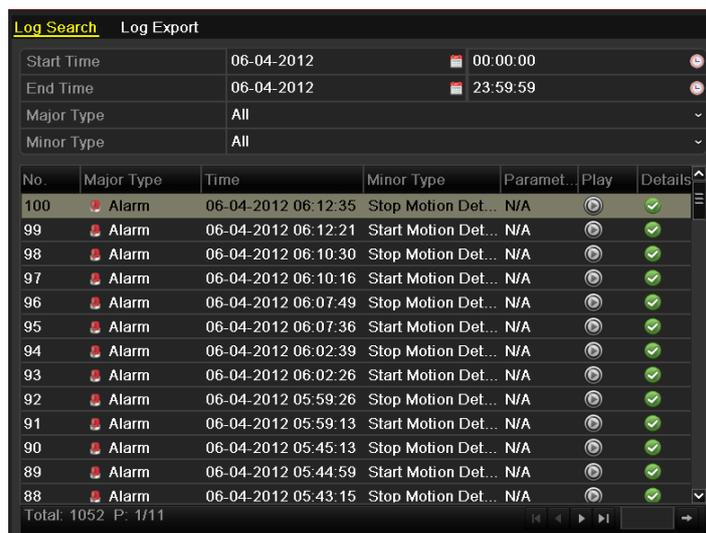 Log Search Log Export
Start Time 06-04-2012 00:00:00
End Time 06-04-2012 23:59:59
Major Type All
Minor Type All
No. Major Type Time Minor Type Paramet... Play Details
100 Alarm 06-04-2012 06:12:35 Stop Motion Det... N/A
99 Alarm 06-04-2012 06:12:21 Start Motion Det... N/A
98 Alarm 06-04-2012 06:10:30 Stop Motion Det... N/A
97 Alarm 06-04-2012 06:10:16 Start Motion Det... N/A
96 Alarm 06-04-2012 06:07:49 Stop Motion Det... N/A
95 Alarm 06-04-2012 06:07:36 Start Motion Det... N/A
94 Alarm 06-04-2012 06:02:39 Stop Motion Det... N/A
93 Alarm 06-04-2012 06:02:26 Start Motion Det... N/A
92 Alarm 06-04-2012 05:59:26 Stop Motion Det... N/A
91 Alarm 06-04-2012 05:59:13 Start Motion Det... N/A
90 Alarm 06-04-2012 05:45:13 Stop Motion Det... N/A
89 Alarm 06-04-2012 05:44:59 Start Motion Det... N/A
88 Alarm 06-04-2012 05:43:15 Stop Motion Det... N/A
Total: 1052 P: 1/11